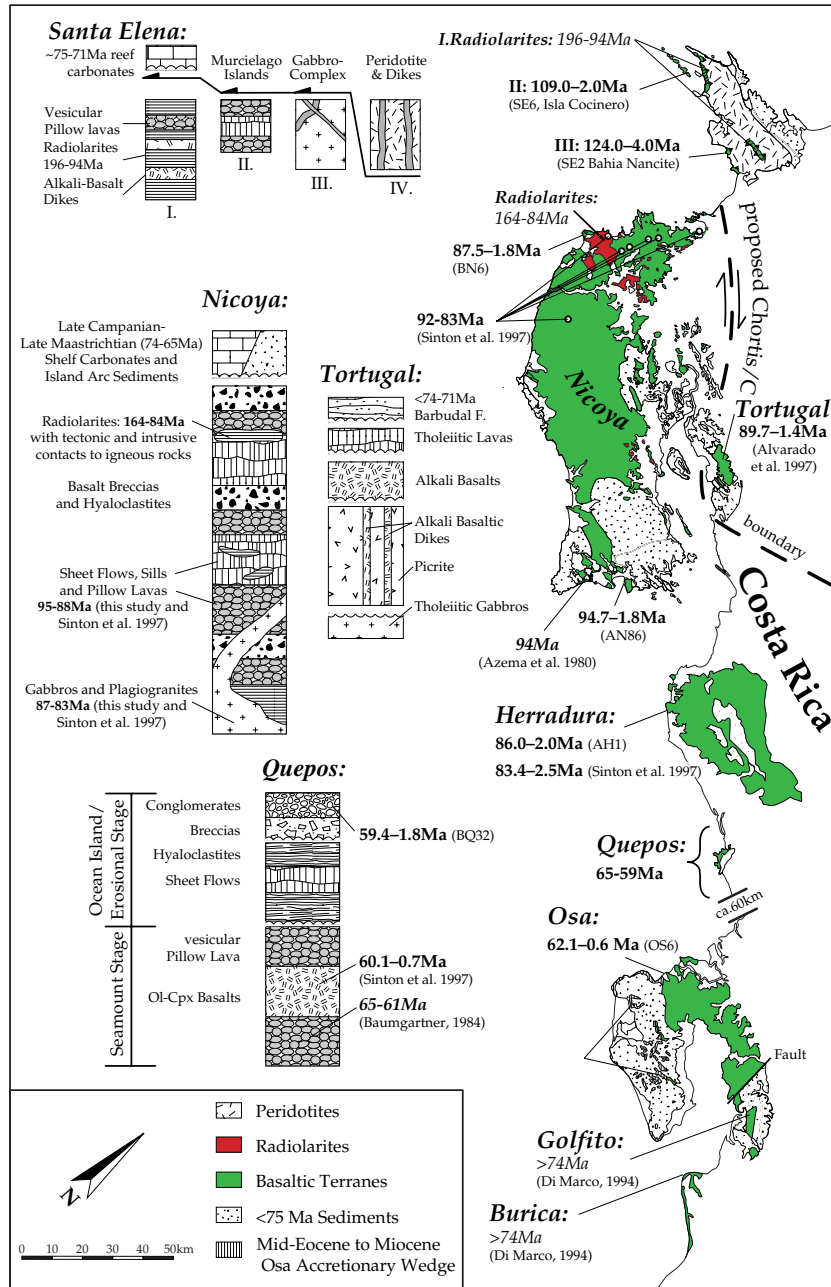 Santa Elena:
~75-71Ma reef
carbonates
Murcielago
Islands
Gabbro-
Complex
Peridotite
& Dikes
Vesicular
Pillow lavas
Radiolarites
196-94Ma
Alkali-Basalt
Dikes
I.
II.
III.
IV.
I.Radiolarites: 196-94Ma
II: 109.0–2.0Ma
(SE6, Isla Cocinero)
III: 124.0–4.0Ma
(SE2 Bahia Nancite)
Radiolarites:
164-84Ma
87.5–1.8Ma
(BN6)
92-83Ma
(Sinton et al. 1997)
proposed Chortis / C
boundary
Nicoya
Tortugal
89.7–1.4Ma
(Alvarado
et al. 1997)
94.7–1.8Ma
(AN86)
94Ma
(Azema et al. 1980)
Costa Rica
Nicoya:
Late Campanian-
Late Maastrichtian (74-65Ma)
Shelf Carbonates and
Island Arc Sediments
Radiolarites: 164-84Ma
with tectonic and intrusive
contacts to igneous rocks
Basalt Breccias
and Hyaloclastites
Sheet Flows, Sills
and Pillow Lavas
95-88Ma (this study and
Sinton et al. 1997)
Gabbros and Plagiogranites
87-83Ma (this study and
Sinton et al. 1997)
Tortugal:
<74-71Ma
Barbudal F.
Tholeiitic Lavas
Alkali Basalts
Alkali Basaltic
Dikes
Picrite
Tholeiitic Gabbros
Herradura:
86.0–2.0Ma (AH1)
83.4–2.5Ma (Sinton et al. 1997)
Quepos:
65-59Ma
ca.60km
Osa:
62.1–0.6 Ma (OS6)
Fault
Golfito:
>74Ma
(Di Marco, 1994)
Burica:
>74Ma
(Di Marco, 1994)
Quepos:
Ocean Island/
Erosional Stage
Seamount Stage
Conglomerates
Breccias
Hyaloclastites
Sheet Flows
vesicular
Pillow Lava
Ol-Cpx Basalts
59.4–1.8Ma (BQ32)
60.1–0.7Ma
(Sinton et al. 1997)
65-61Ma
(Baumgartner, 1984)
N
0 10 20 30 40 50km
Peridotites
Radiolarites
Basaltic Terranes
<75 Ma Sediments
Mid-Eocene to Miocene
Osa Accretionary Wedge